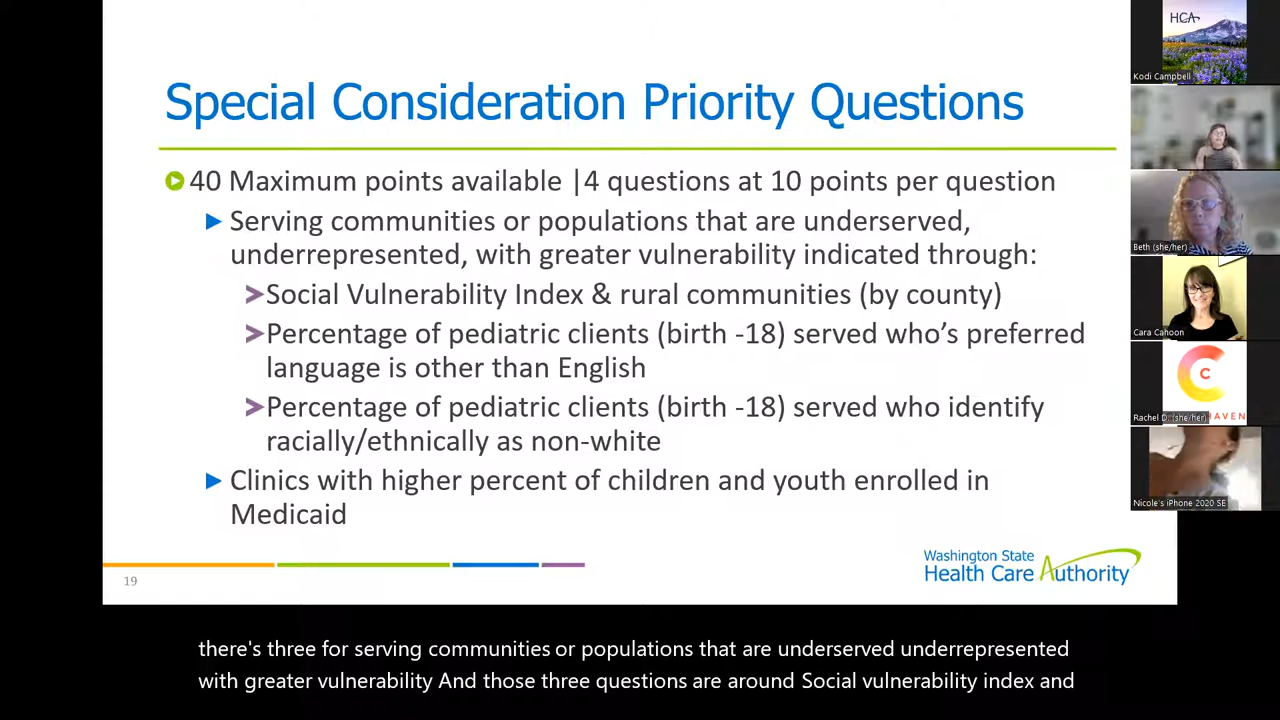 Special Consideration Priority Questions
40 Maximum points available |4 questions at 10 points per question
Serving communities or populations that are underserved,
underrepresented, with greater vulnerability indicated through:
Social Vulnerability Index & rural communities (by county)
Percentage of pediatric clients (birth -18) served who's preferred
language is other than English
Percentage of pediatric clients (birth -18) served who identify
racially/ethnically as non-white
Clinics with higher percent of children and youth enrolled in
Medicaid
19
Washington State
Health Care Authority
HCA
Kodi Campbell
Beth (she/her)
Cara Cahoon
C
HAVEN
Rachel D. (she/her)
Nicole's iPhone 2020 SE
there's three for serving communities or populations that are underserved underrepresented
with greater vulnerability And those three questions are around Social vulnerability index and